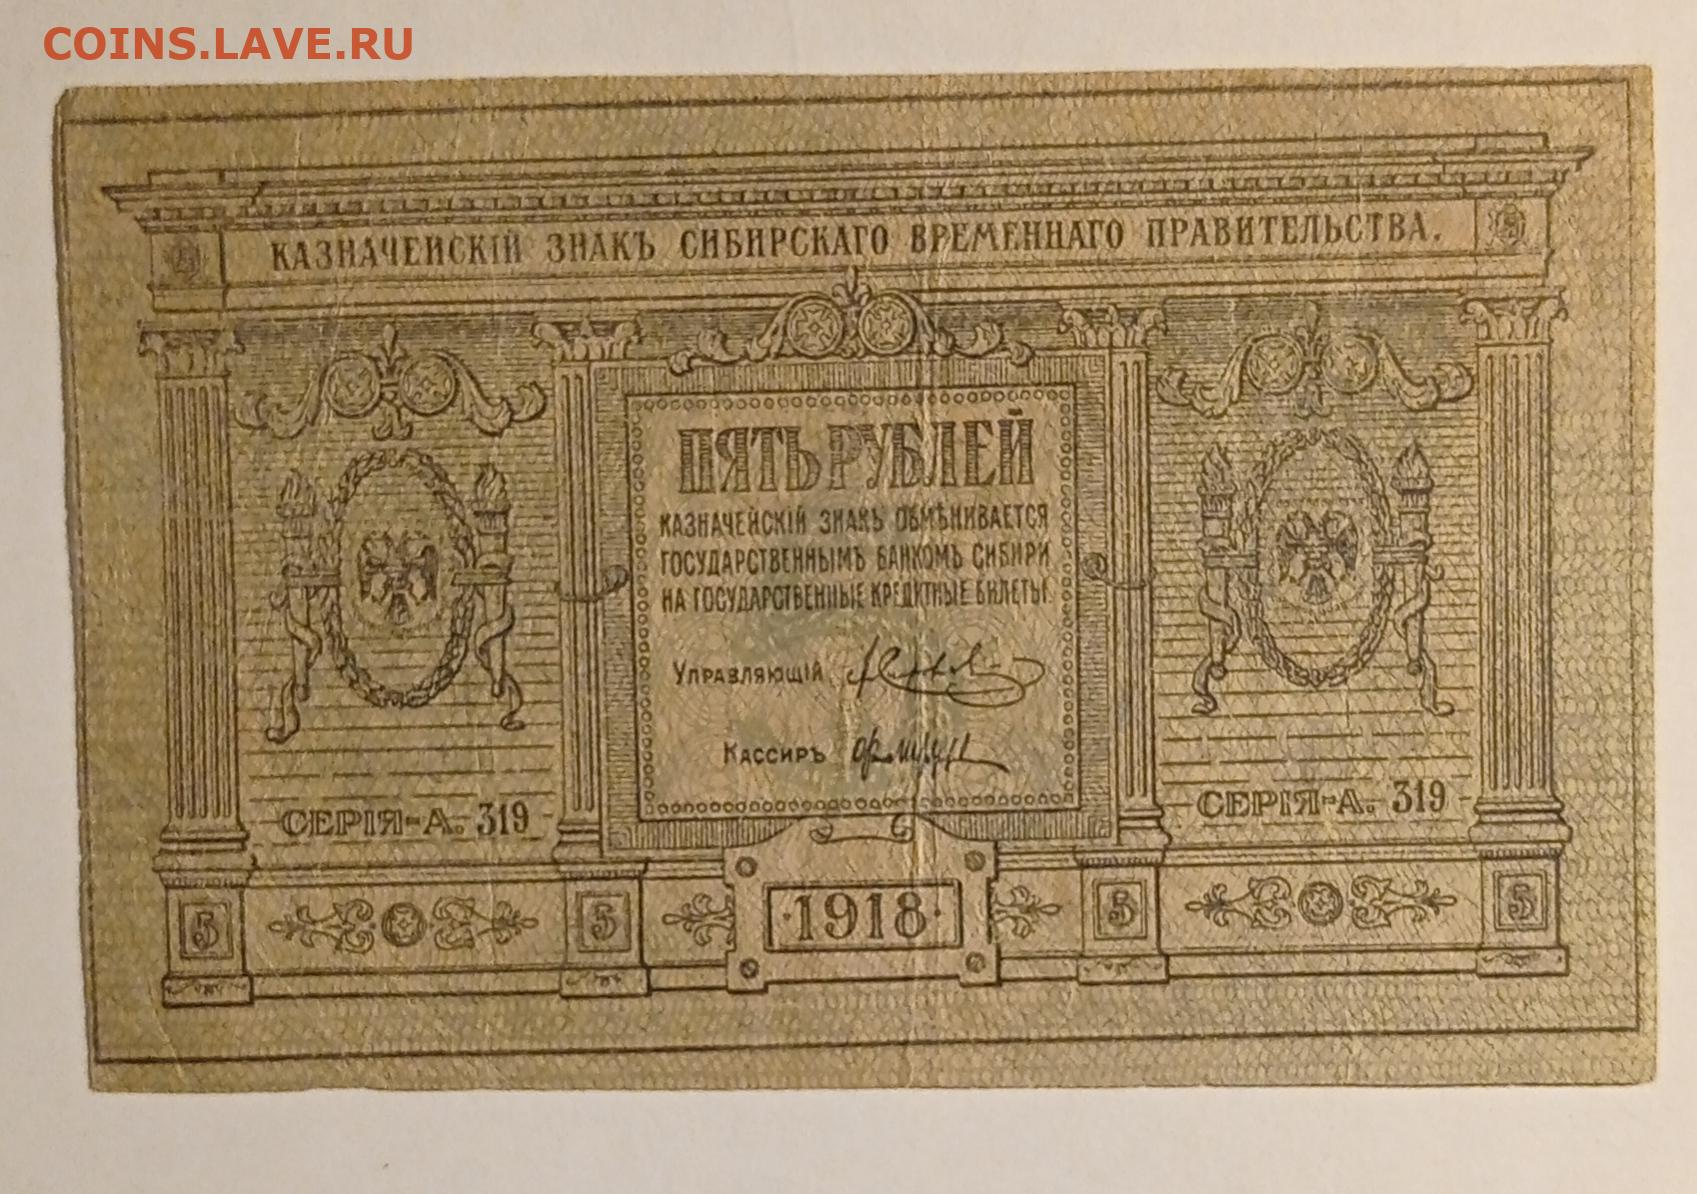 COINS.LAVE.RU
КАЗНАЧЕЙСКІЙ ЗНАКЪ СИБИРСКАГО ВРЕМЕННАГО ПРАВИТЕЛЬСТВА.
ПЯТЬ РУБЛЕЙ
КАЗНАЧЕЙСКІЙ ЗНАКЪ ОБМѢНИВАЕТСЯ
ГОСУДАРСТВЕННЫМЪ БАНКОМЪ СИБИРИ
НА ГОСУДАРСТВЕННЫЕ КРЕДИТНЫЕ БИЛЕТЫ.
УПРАВЛЯЮЩІЙ
КАССИРЪ
СЕРІЯ-А. 319 СЕРІЯ-А. 319
5 5 ·1918· 5 5